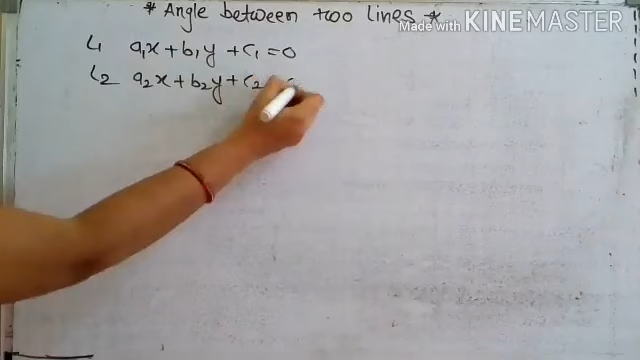 * Angle between two lines *
Made with KINEMASTER
L1 a₁x + b₁y + c₁ = 0
L2 a₂x + b₂y + c₂